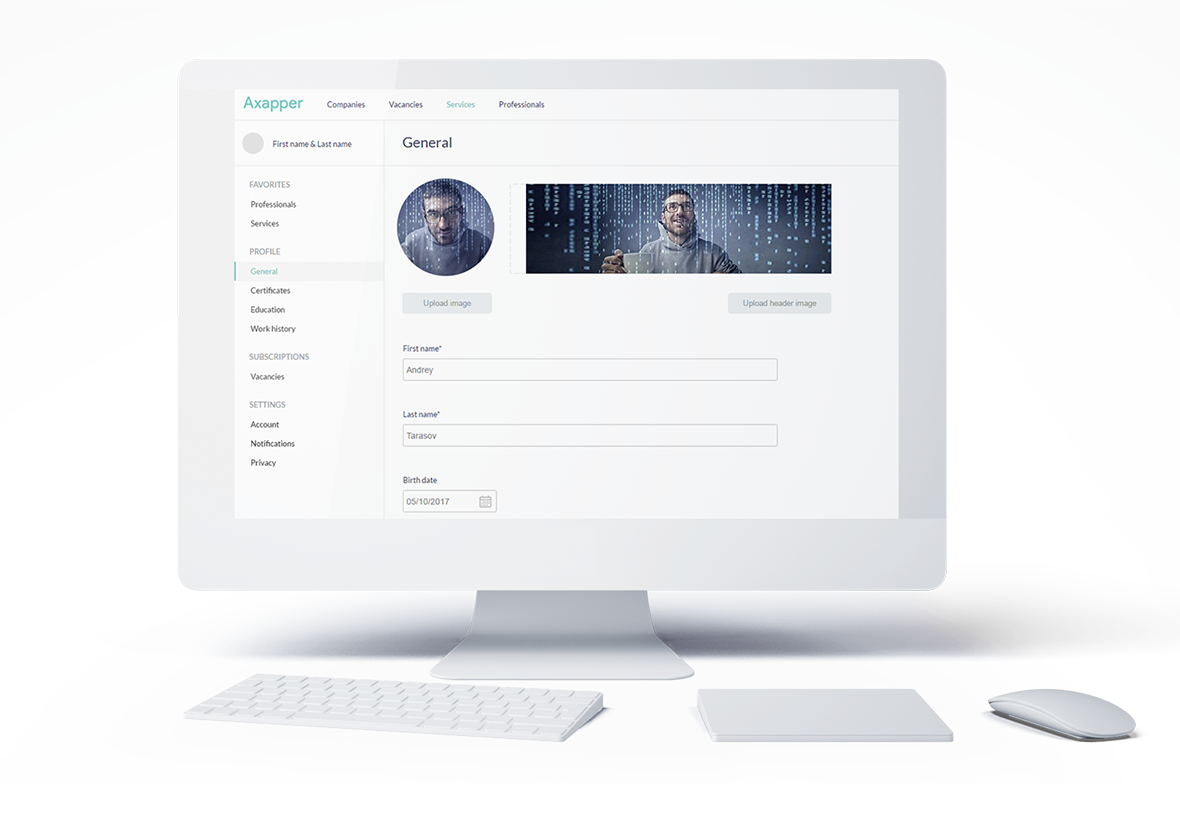 Axapper
Companies
Vacancies
Services
Professionals
First name & Last name
General
FAVORITES
Professionals
Services
PROFILE
General
Certificates
Education
Work history
SUBSCRIPTIONS
Vacancies
SETTINGS
Account
Notifications
Privacy
Upload image
Upload header image
First name*
Andrey
Last name*
Tarasov
Birth date
05/10/2017